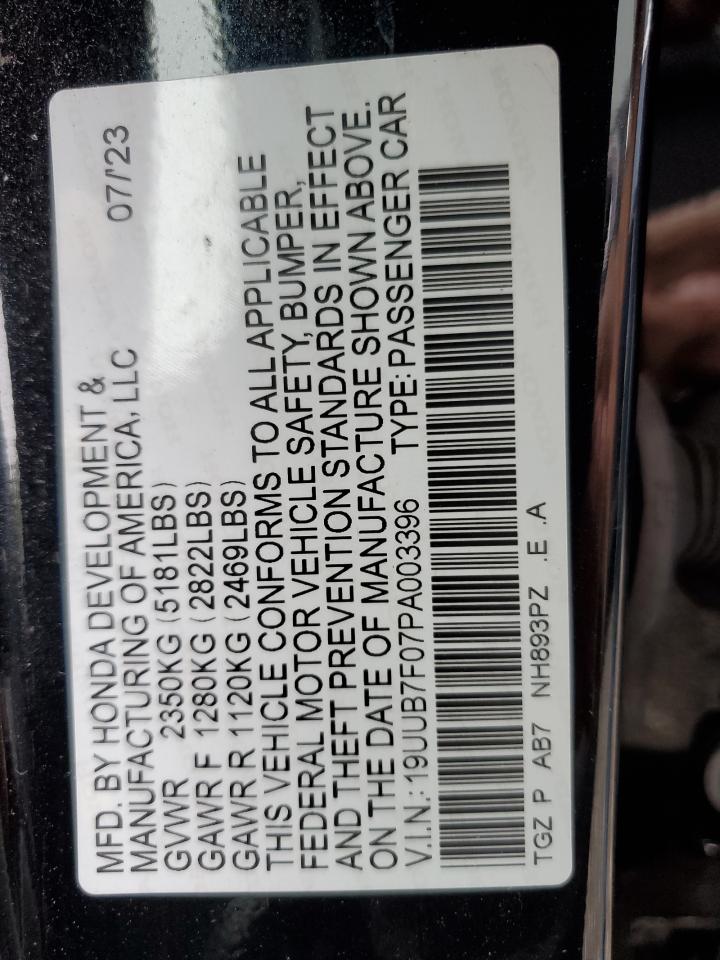 MFD. BY HONDA DEVELOPMENT &
MANUFACTURING OF AMERICA, LLC 07/'23
GVWR 2350KG (5181LBS)
GAWR F 1280KG (2822LBS)
GAWR R 1120KG (2469LBS)
THIS VEHICLE CONFORMS TO ALL APPLICABLE
FEDERAL MOTOR VEHICLE SAFETY, BUMPER,
AND THEFT PREVENTION STANDARDS IN EFFECT
ON THE DATE OF MANUFACTURE SHOWN ABOVE.
V.I.N.: 19UUB7F07PA003396 TYPE: PASSENGER CAR
TGZ P AB7 NH893PZ .E .A